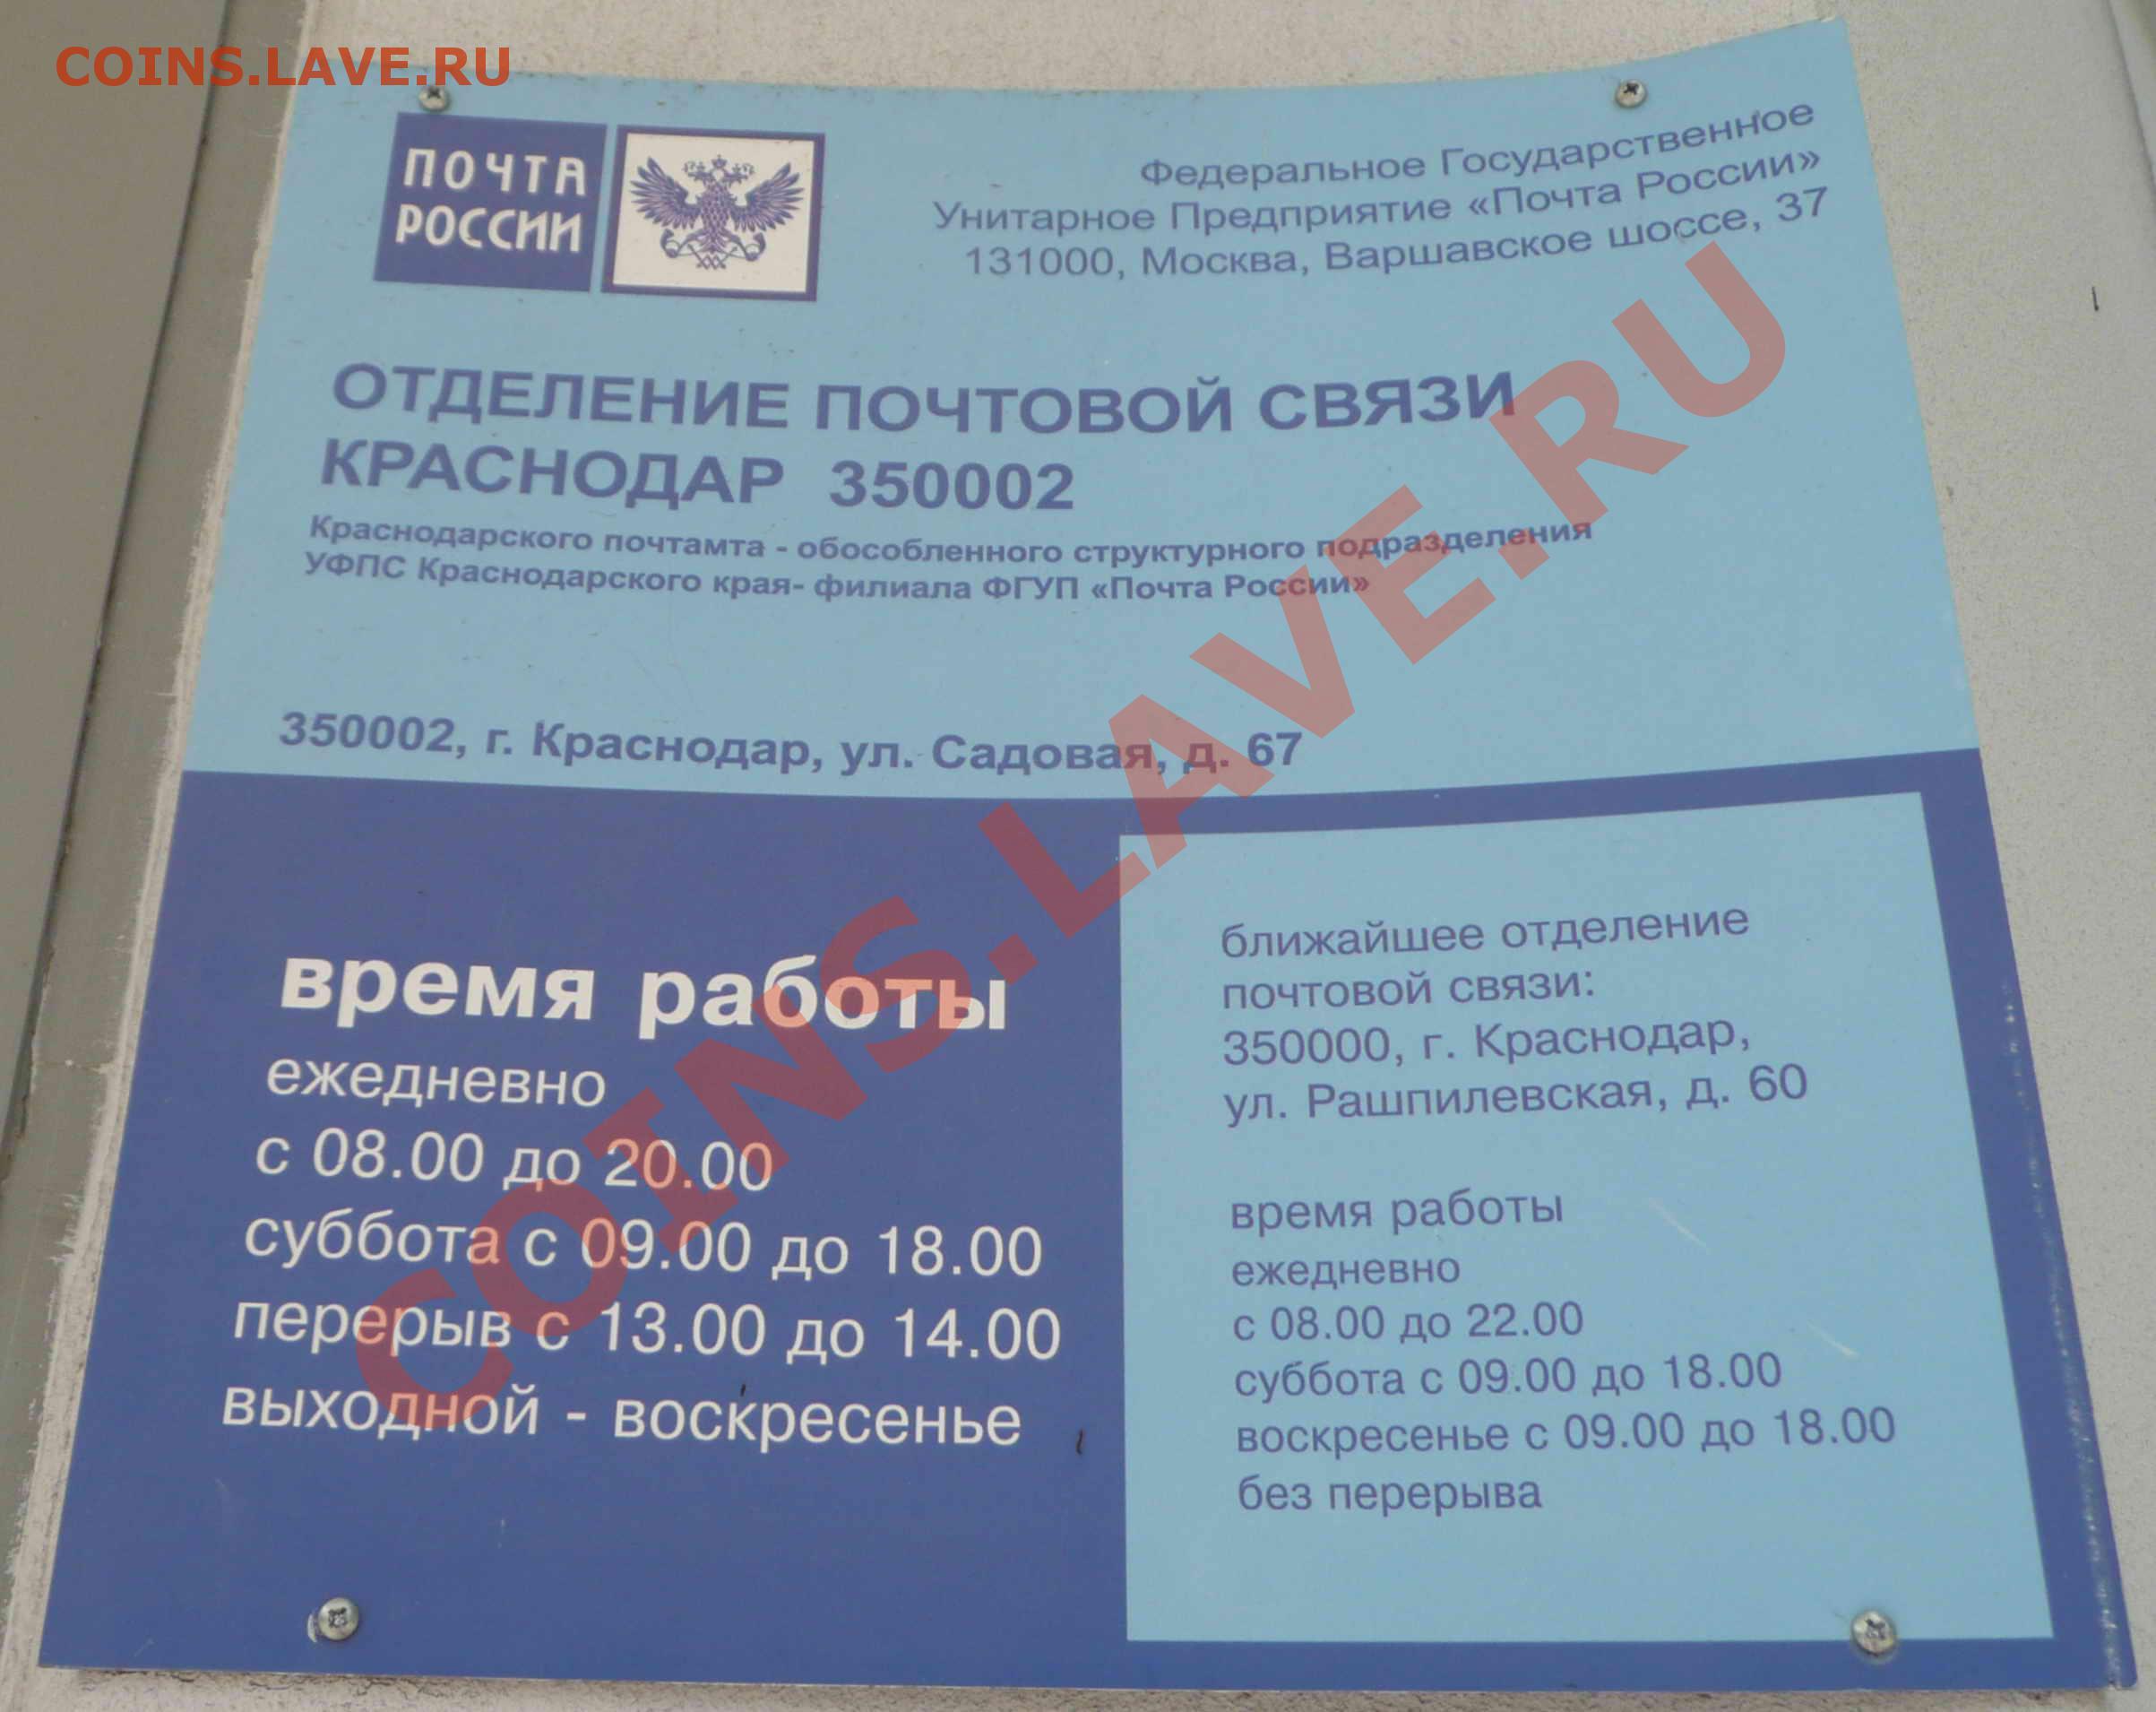 COINS.LAVE.RU
ПОЧТА
РОССИИ
Федеральное Государственное
Унитарное Предприятие «Почта России»
131000, Москва, Варшавское шоссе, 37
ОТДЕЛЕНИЕ ПОЧТОВОЙ СВЯЗИ
КРАСНОДАР 350002
Краснодарского почтамта - обособленного структурного подразделения
УФПС Краснодарского края- филиала ФГУП «Почта России»
350002, г. Краснодар, ул. Садовая, д. 67
время работы
ежедневно
с 08.00 до 20.00
суббота с 09.00 до 18.00
перерыв с 13.00 до 14.00
выходной - воскресенье
ближайшее отделение
почтовой связи:
350000, г. Краснодар,
ул. Рашпилевская, д. 60
время работы
ежедневно
с 08.00 до 22.00
суббота с 09.00 до 18.00
воскресенье с 09.00 до 18.00
без перерыва
COINS.LAVE.RU